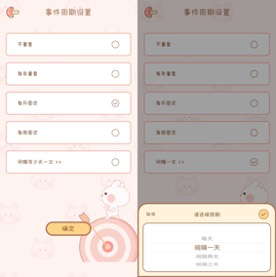 事件周期设置
不重复
每年重复
每月固定
每周固定
间隔多少天一次 >>
确定
事件周期设置
不重复
每年重复
每月固定
每周固定
间隔一天 >>
取消
请选择周期
每天
间隔一天
间隔两天
间隔三天